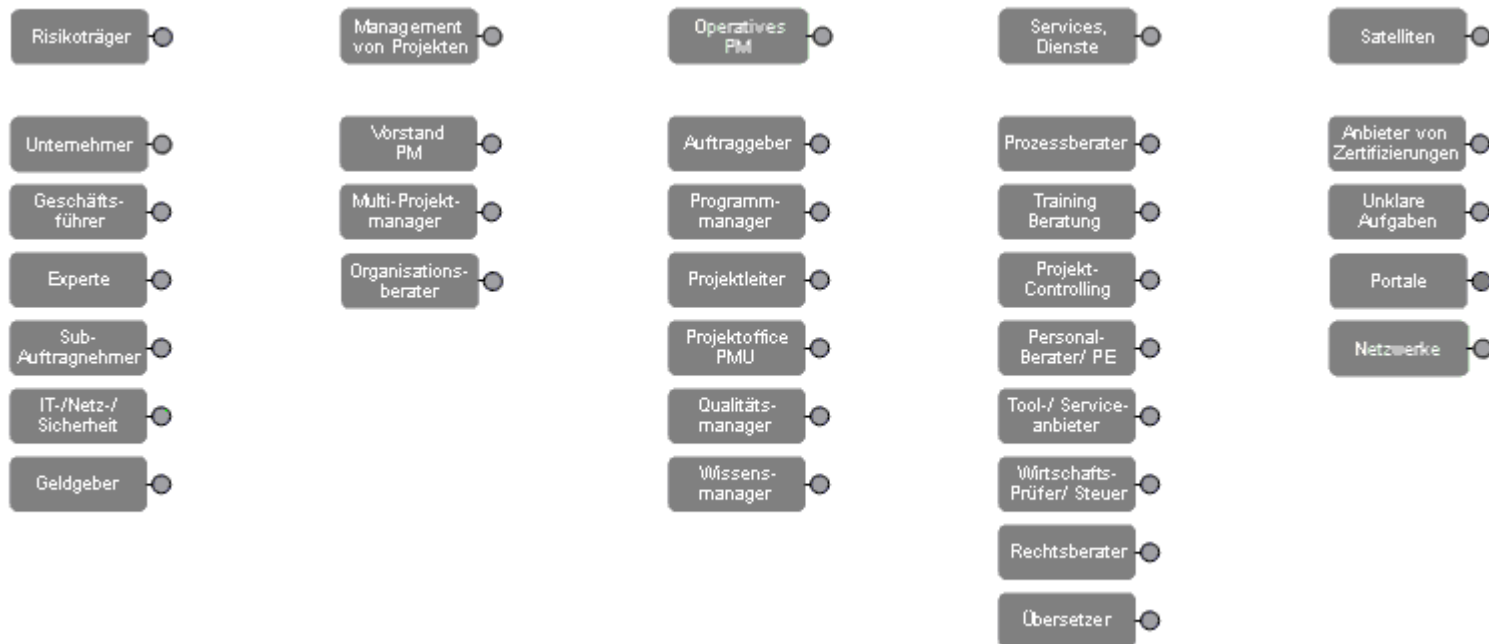 Risikoträger
Management
von Projekten
Operatives
PM
Services,
Dienste
Satelliten
Unternehmer
Geschäfts-
führer
Experte
Sub-
Auftragnehmer
IT-/Netz-/
Sicherheit
Geldgeber
Vorstand
PM
Multi-Projekt-
manager
Organisations-
berater
Auftraggeber
Programm-
manager
Projektleiter
Projektoffice
PMU
Qualitäts-
manager
Wissens-
manager
Prozessberater
Training
Beratung
Projekt-
Controlling
Personal-
Berater/ PE
Tool-/ Service-
anbieter
Wirtschafts-
Prüfer/ Steuer
Rechtsberater
Übersetzer
Anbieter von
Zertifizierungen
Unklare
Aufgaben
Portale
Netzwerke